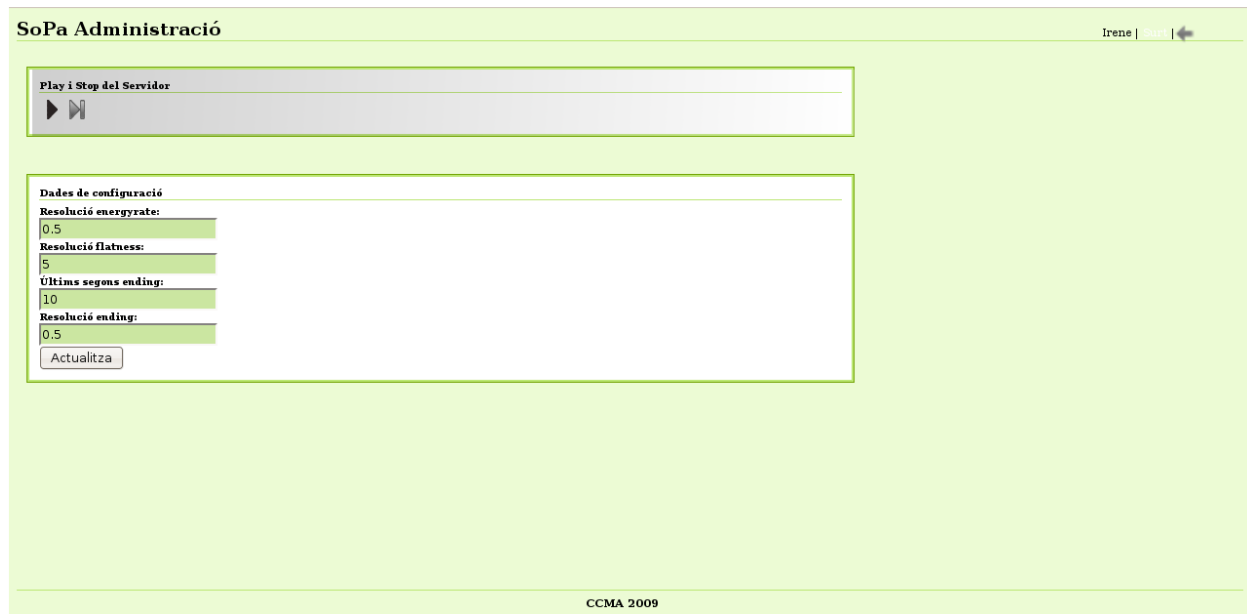 SoPa Administració
Irene | |
Play i Stop del Servidor
Dades de configuració
Resolució energyrate:
0.5
Resolució flatness:
5
Últims segons ending:
10
Resolució ending:
0.5
Actualitza
CCMA 2009